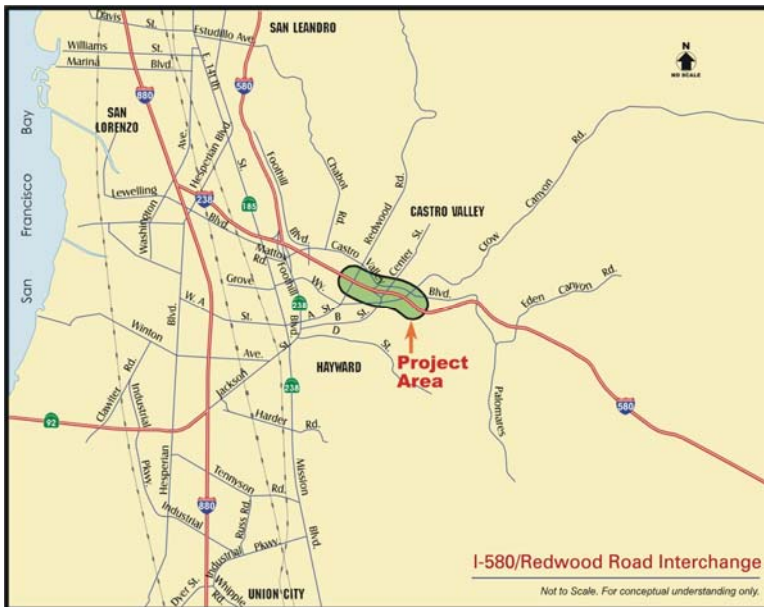 Davis St.
SAN LEANDRO
Estudillo Ave.
Williams St.
Marina Blvd.
E. 14th St.
880
580
N
NO SCALE
San Francisco Bay
SAN LORENZO
Washington Ave.
Hesperian Blvd.
Foothill Blvd.
Chabot Rd.
Redwood Rd.
CASTRO VALLEY
Center St.
Crow Canyon Rd.
Lewelling Blvd.
238
185
Mattox Rd.
Castro Valley Blvd.
Grove Wy.
Foothill Blvd.
238
Eden Canyon Rd.
W. A St.
A St.
B St.
D St.
Project
Area
Winton Ave.
HAYWARD
Palomares
Jackson
Clawiter Rd.
Industrial Pkwy.
92
238
580
Harder Rd.
Hesperian Blvd.
Mission Blvd.
Tennyson Rd.
880
Industrial Pkwy.
Russ Rd.
Dyer St.
Whipple Rd.
UNION CITY
I-580/Redwood Road Interchange
Not to Scale. For conceptual understanding only.